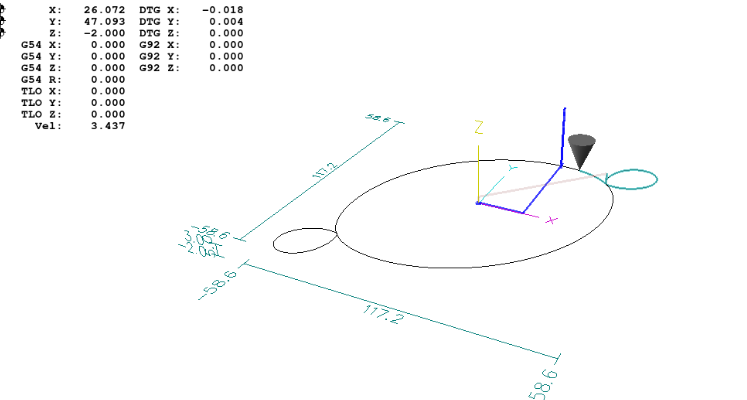 X: 26.072 DTG X: -0.018
Y: 47.093 DTG Y: 0.004
Z: -2.000 DTG Z: 0.000
G54 X: 0.000 G92 X: 0.000
G54 Y: 0.000 G92 Y: 0.000
G54 Z: 0.000 G92 Z: 0.000
G54 R: 0.000
TLO X: 0.000
TLO Y: 0.000
TLO Z: 0.000
Vel: 3.437
58.6
117.2
Z
Y
X
-58.6
-58.6
117.2
58.6